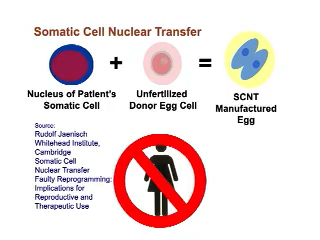 Somatic Cell Nuclear Transfer
+
=
Nucleus of Patient's
Somatic Cell
Unfertilized
Donor Egg Cell
SCNT
Manufactured
Egg
Source:
Rudolf Jaenisch
Whitehead Institute,
Cambridge
Somatic Cell
Nuclear Transfer
Faulty Reprogramming:
Implications for
Reproductive and
Therapeutic Use